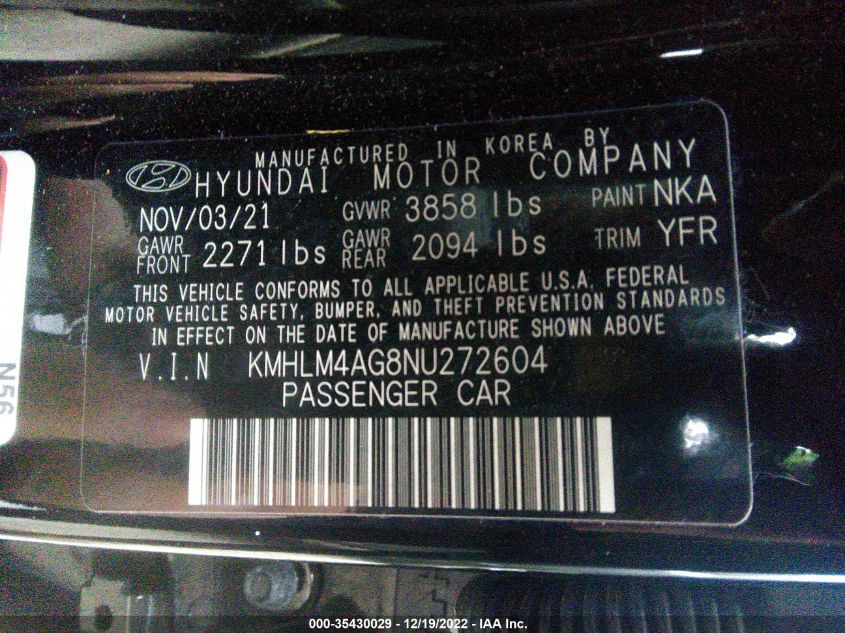 MANUFACTURED IN KOREA BY
HYUNDAI MOTOR COMPANY
NOV/03/21 GVWR 3858 lbs PAINT NKA
GAWR FRONT 2271 lbs GAWR REAR 2094 lbs TRIM YFR
THIS VEHICLE CONFORMS TO ALL APPLICABLE U.S.A. FEDERAL
MOTOR VEHICLE SAFETY, BUMPER, AND THEFT PREVENTION STANDARDS
IN EFFECT ON THE DATE OF MANUFACTURE SHOWN ABOVE
V.I.N KMHLM4AG8NU272604
PASSENGER CAR
N56
000-35430029 - 12/19/2022 - IAA Inc.